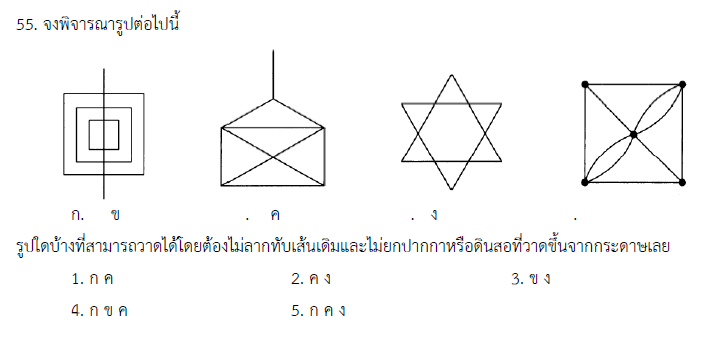 55. จงพิจารณารูปต่อไปนี้
ก. ข . ค . ง .
รูปใดบ้างที่สามารถวาดได้โดยต้องไม่ลากทับเส้นเดิมและไม่ยกปากกาหรือดินสอที่วาดขึ้นจากกระดาษเลย
1. ก ค 2. ค ง 3. ข ง
4. ก ข ค 5. ก ค ง